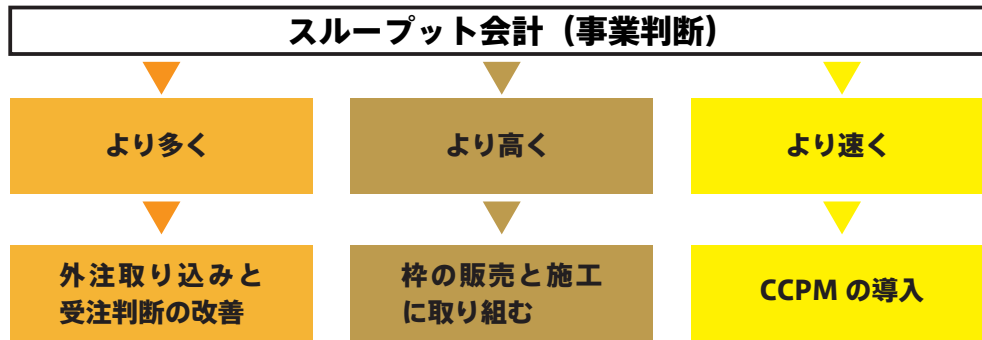 スループット会計（事業判断）
より多く
より高く
より速く
外注取り込みと
受注判断の改善
枠の販売と施工
に取り組む
CCPM の導入